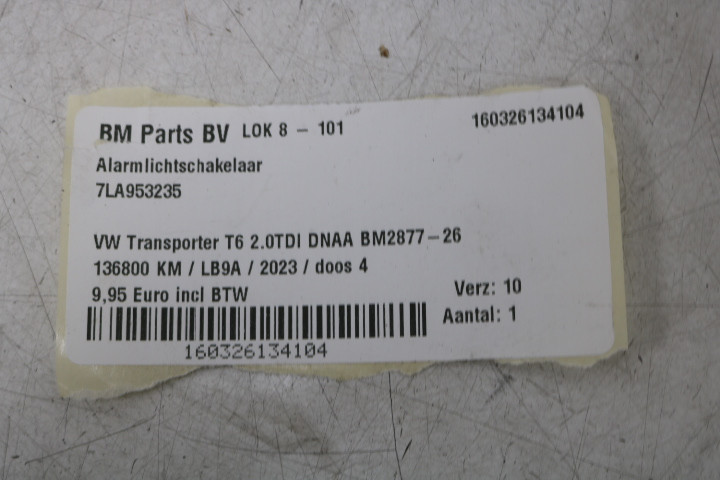 BM Parts BV LOK 8 - 101 160326134104
Alarmlichtschakelaar
7LA953235
VW Transporter T6 2.0TDI DNAA BM2877-26
136800 KM / LB9A / 2023 / doos 4
9,95 Euro incl BTW Verz: 10
Aantal: 1
160326134104